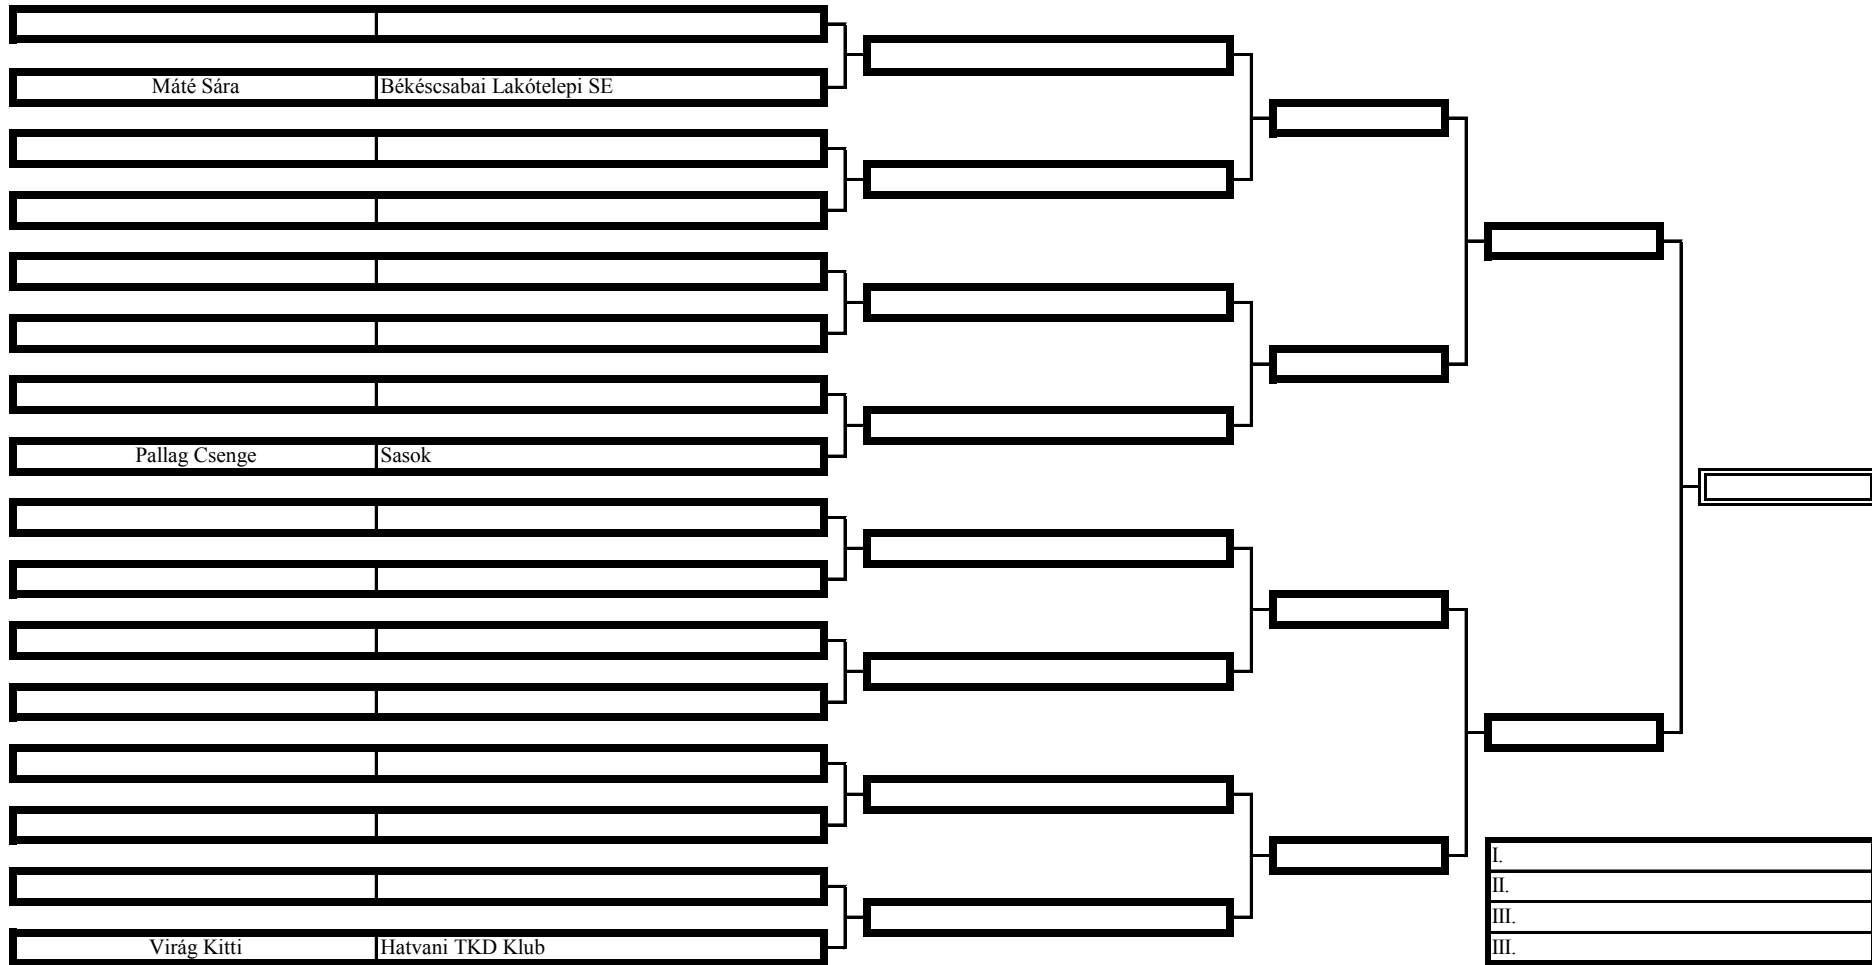 Máté Sára Békéscsabai Lakótelepi SE
Pallag Csenge Sasok
Virág Kitti Hatvani TKD Klub
I.
II.
III.
III.